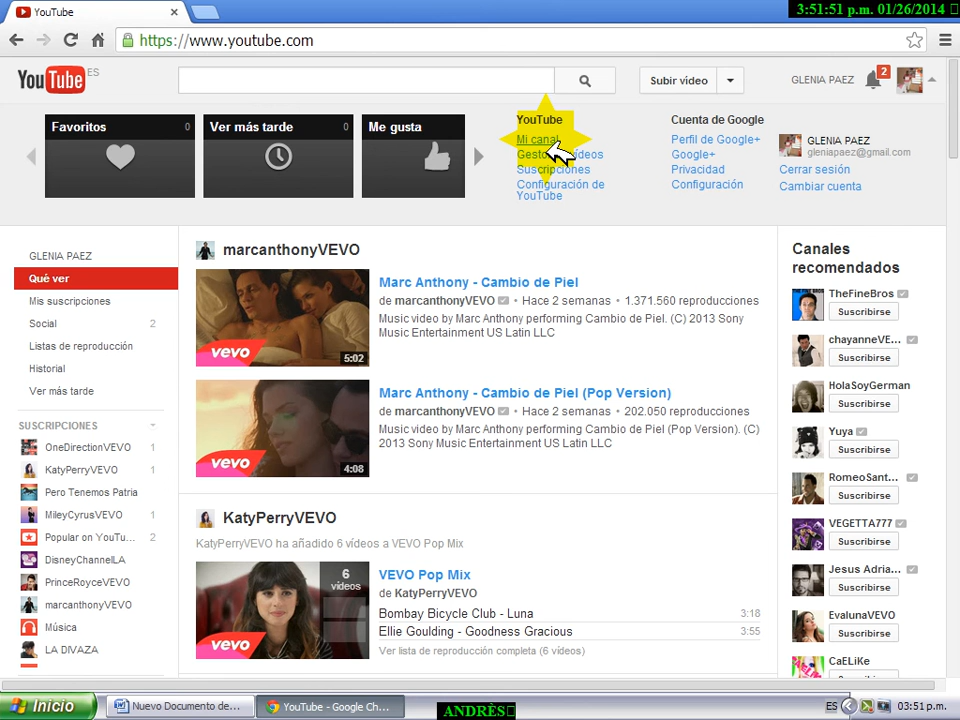 YouTube
3:51:51 p.m. 01/26/2014
https://www.youtube.com
YouTube ES
Subir vídeo
GLENIA PAEZ
2
Favoritos 0
Ver más tarde 0
Me gusta
YouTube
Mi canal
Gesto vídeos
Suscripciones
Configuración de
YouTube
Cuenta de Google
Perfil de Google+
Google+
Privacidad
Configuración
GLENIA PAEZ
gleniapaez@gmail.com
Cerrar sesión
Cambiar cuenta
GLENIA PAEZ
Qué ver
Mis suscripciones
Social 2
Listas de reproducción
Historial
Ver más tarde
SUSCRIPCIONES
OneDirectionVEVO 1
KatyPerryVEVO 1
Pero Tenemos Patria
MileyCyrusVEVO 1
Popular on YouTu... 2
DisneyChannelLA
PrinceRoyceVEVO
marcanthonyVEVO
Música
LA DIVAZA
marcanthonyVEVO
vevo
5:02
Marc Anthony - Cambio de Piel
de marcanthonyVEVO • Hace 2 semanas • 1.371.560 reproducciones
Music video by Marc Anthony performing Cambio de Piel. (C) 2013 Sony
Music Entertainment US Latin LLC
vevo
4:08
Marc Anthony - Cambio de Piel (Pop Version)
de marcanthonyVEVO • Hace 2 semanas • 202.050 reproducciones
Music video by Marc Anthony performing Cambio de Piel (Pop Version). (C)
2013 Sony Music Entertainment US Latin LLC
KatyPerryVEVO
KatyPerryVEVO ha añadido 6 vídeos a VEVO Pop Mix
vevo
6
vídeos
VEVO Pop Mix
de KatyPerryVEVO
Bombay Bicycle Club - Luna 3:18
Ellie Goulding - Goodness Gracious 3:55
Ver lista de reproducción completa (6 vídeos)
Canales
recomendados
TheFineBros
Suscribirse
chayanneVE...
Suscribirse
HolaSoyGerman
Suscribirse
Yuya
Suscribirse
RomeoSant...
Suscribirse
VEGETTA777
Suscribirse
Jesus Adria...
Suscribirse
EvalunaVEVO
Suscribirse
CaELiKe
Inicio
Nuevo Documento de...
YouTube - Google Ch...
ANDRÈS
ES
03:51 p.m.